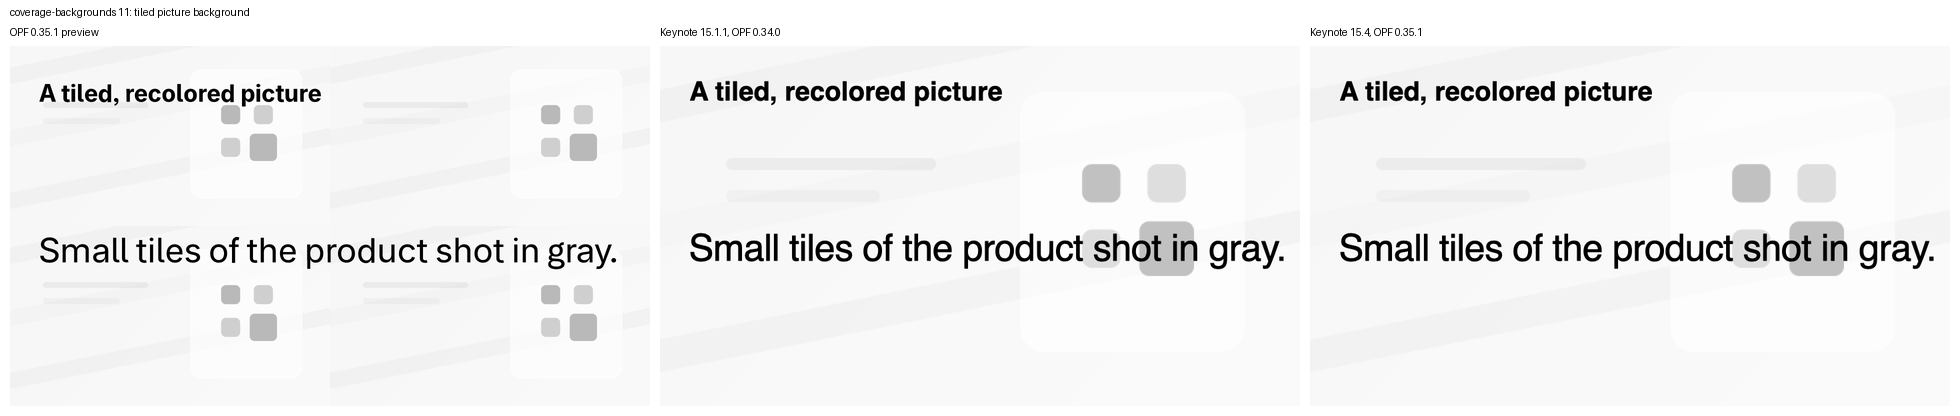 coverage-backgrounds 11: tiled picture background
OPF 0.35.1 preview
Keynote 15.1.1, OPF 0.34.0
Keynote 15.4, OPF 0.35.1
A tiled, recolored picture
Small tiles of the product shot in gray.
A tiled, recolored picture
Small tiles of the product shot in gray.
A tiled, recolored picture
Small tiles of the product shot in gray.